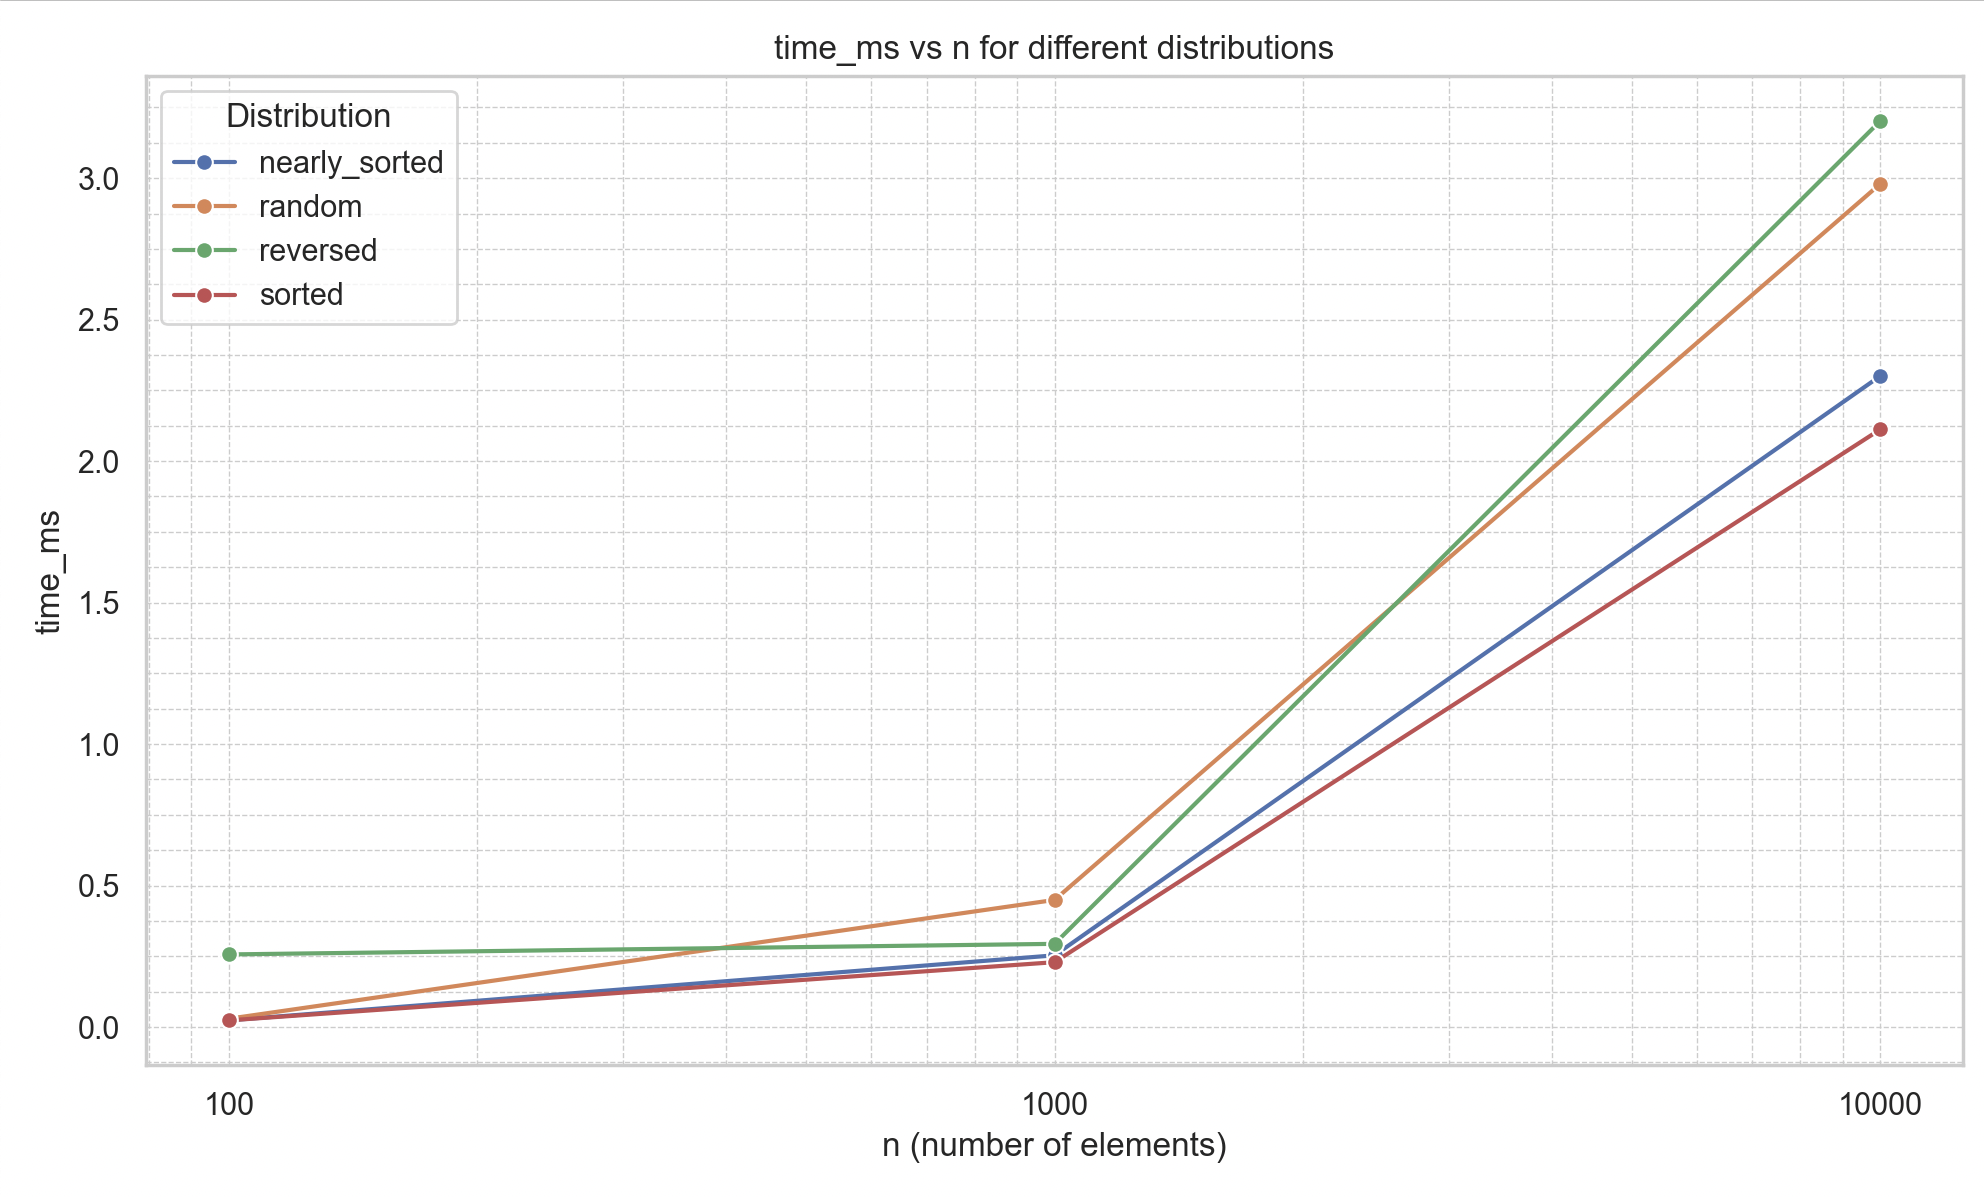 time_ms vs n for different distributions
Distribution
nearly_sorted
random
reversed
sorted
3.0
2.5
2.0
1.5
1.0
0.5
0.0
time_ms
100 1000 10000
n (number of elements)